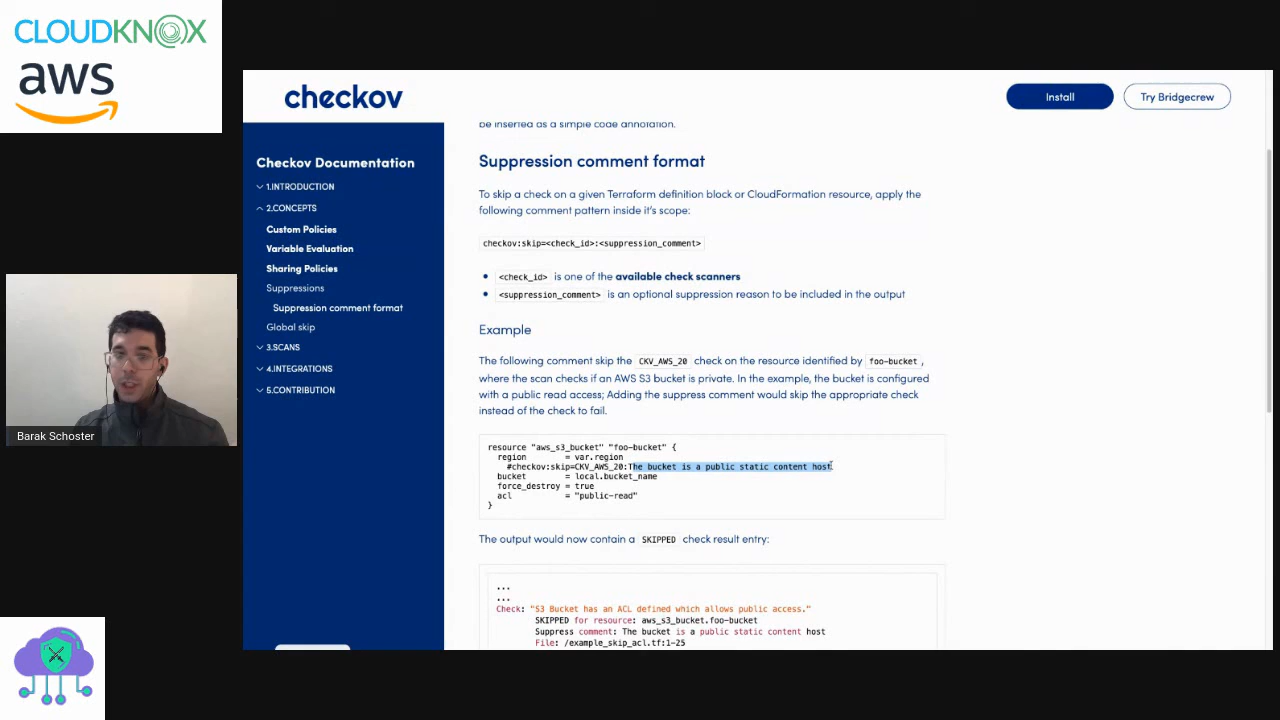 CLOUDKNOX
aws
Barak Schoster
checkov
Install
Try Bridgecrew
Checkov Documentation
1.INTRODUCTION
2.CONCEPTS
Custom Policies
Variable Evaluation
Sharing Policies
Suppressions
Suppression comment format
Global skip
3.SCANS
4.INTEGRATIONS
5.CONTRIBUTION
be inserted as a simple code annotation.
Suppression comment format
To skip a check on a given Terraform definition block or CloudFormation resource, apply the
following comment pattern inside it's scope:
checkov:skip=<check_id>:<suppression_comment>
• <check_id> is one of the available check scanners
• <suppression_comment> is an optional suppression reason to be included in the output
Example
The following comment skip the CKV_AWS_20 check on the resource identified by foo-bucket,
where the scan checks if an AWS S3 bucket is private. In the example, the bucket is configured
with a public read access; Adding the suppress comment would skip the appropriate check
instead of the check to fail.
resource "aws_s3_bucket" "foo-bucket" {
region = var.region
#checkov:skip=CKV_AWS_20:The bucket is a public static content host
bucket = local.bucket_name
force_destroy = true
acl = "public-read"
}
The output would now contain a SKIPPED check result entry:
...
...
Check: "S3 Bucket has an ACL defined which allows public access."
SKIPPED for resource: aws_s3_bucket.foo-bucket
Suppress comment: The bucket is a public static content host
File: /example_skip_acl.tf:1-25